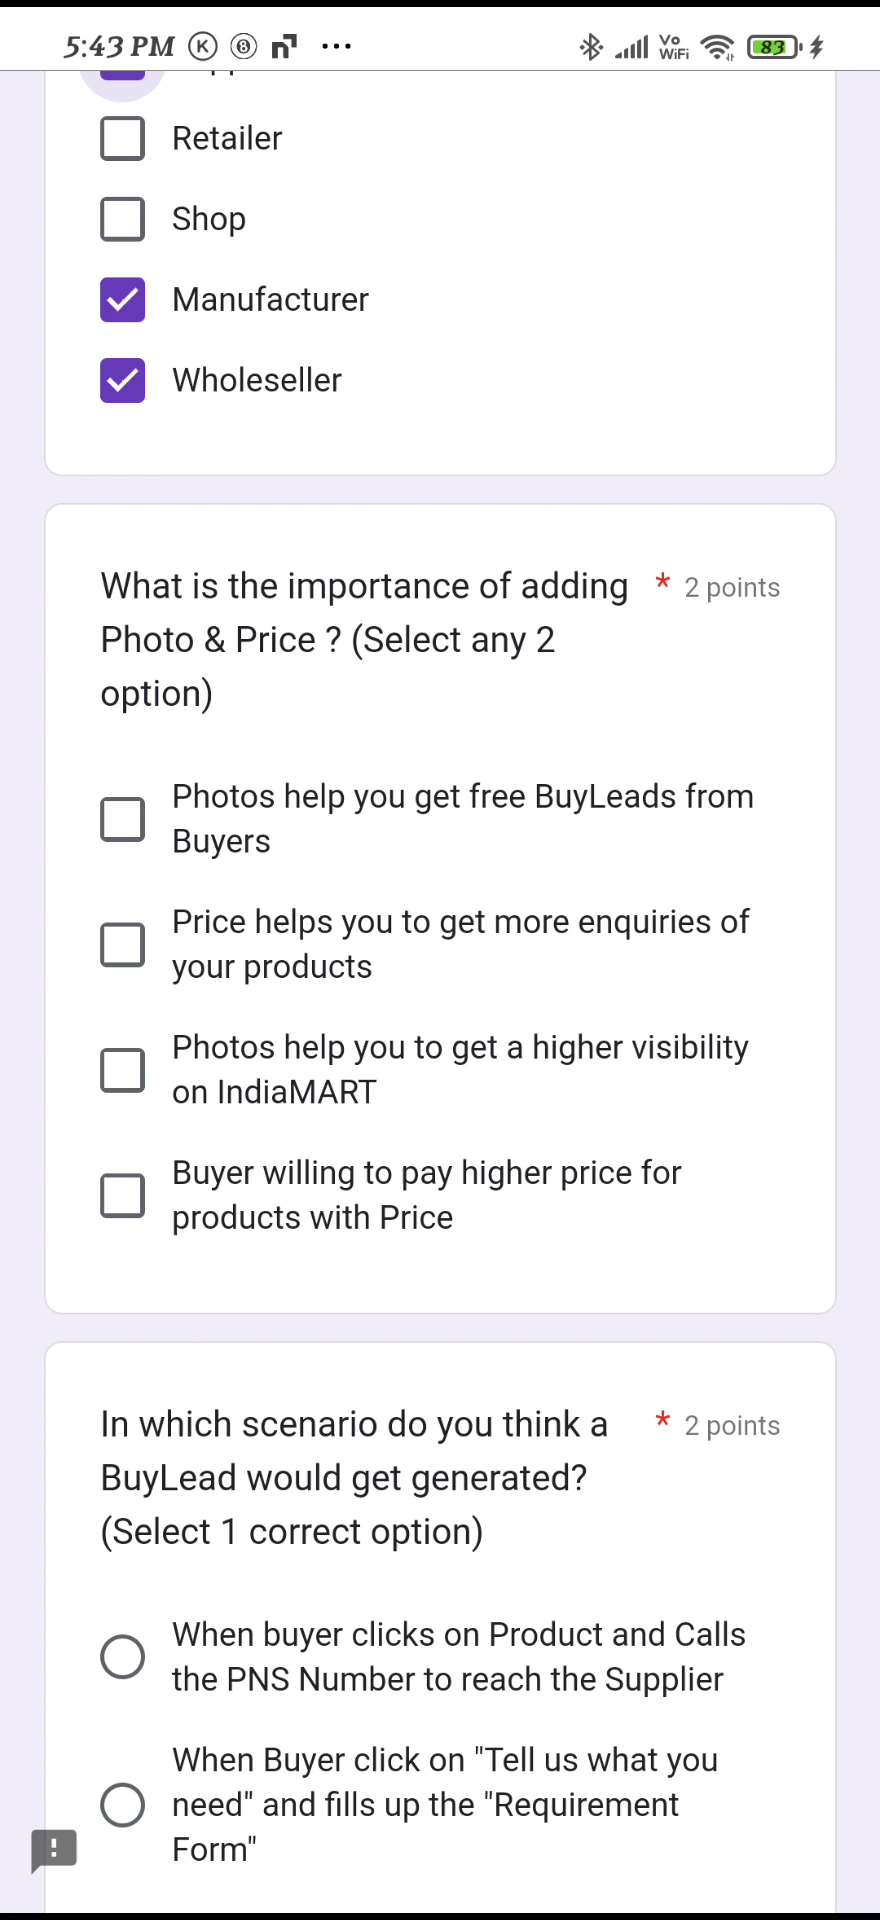 5:43 PM K 8 ...
Vo WiFi 83
Retailer
Shop
Manufacturer
Wholeseller
What is the importance of adding * 2 points
Photo & Price ? (Select any 2
option)
Photos help you get free BuyLeads from
Buyers
Price helps you to get more enquiries of
your products
Photos help you to get a higher visibility
on IndiaMART
Buyer willing to pay higher price for
products with Price
In which scenario do you think a * 2 points
BuyLead would get generated?
(Select 1 correct option)
When buyer clicks on Product and Calls
the PNS Number to reach the Supplier
When Buyer click on "Tell us what you
need" and fills up the "Requirement
Form"